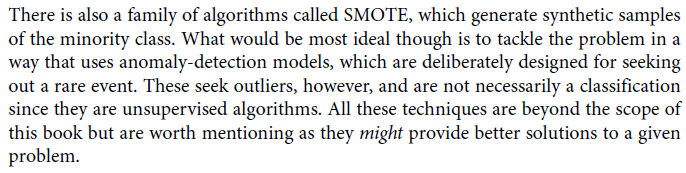 There is also a family of algorithms called SMOTE, which generate synthetic samples
of the minority class. What would be most ideal though is to tackle the problem in a
way that uses anomaly-detection models, which are deliberately designed for seeking
out a rare event. These seek outliers, however, and are not necessarily a classification
since they are unsupervised algorithms. All these techniques are beyond the scope of
this book but are worth mentioning as they might provide better solutions to a given
problem.